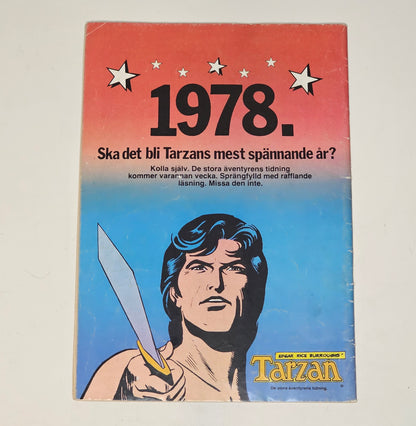 1978.
Ska det bli Tarzans mest spännande år?
Kolla själv. De stora äventyrens tidning
kommer varannan vecka. Sprängfylld med rafflande
läsning. Missa den inte.
EDGAR RICE BURROUGHS'
Tarzan
De stora äventyrens tidning.